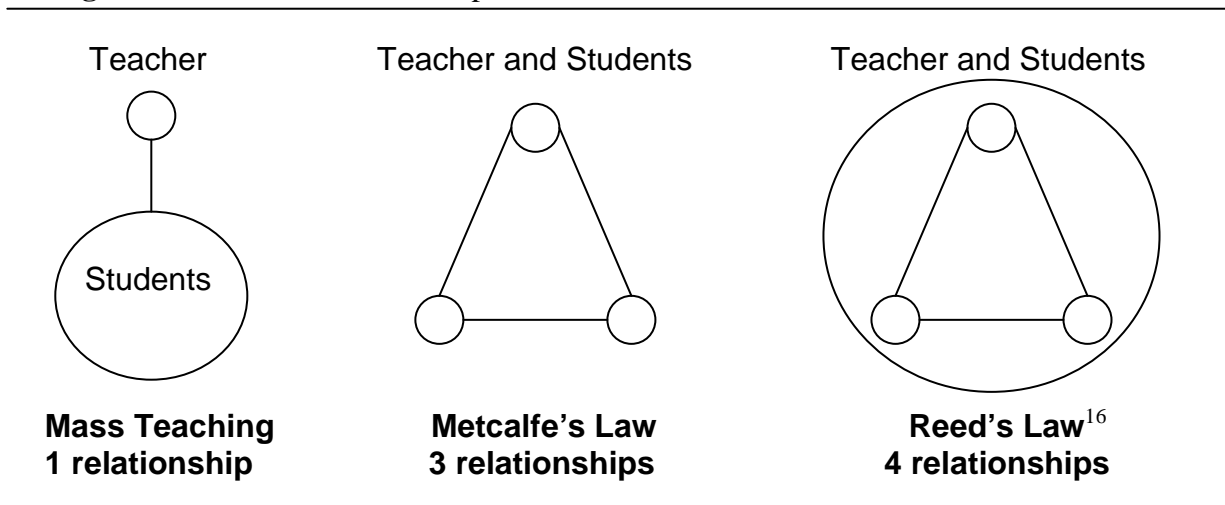 Teacher
Teacher and Students
Teacher and Students
Students
Mass Teaching
1 relationship
Metcalfe's Law
3 relationships
Reed's Law16
4 relationships